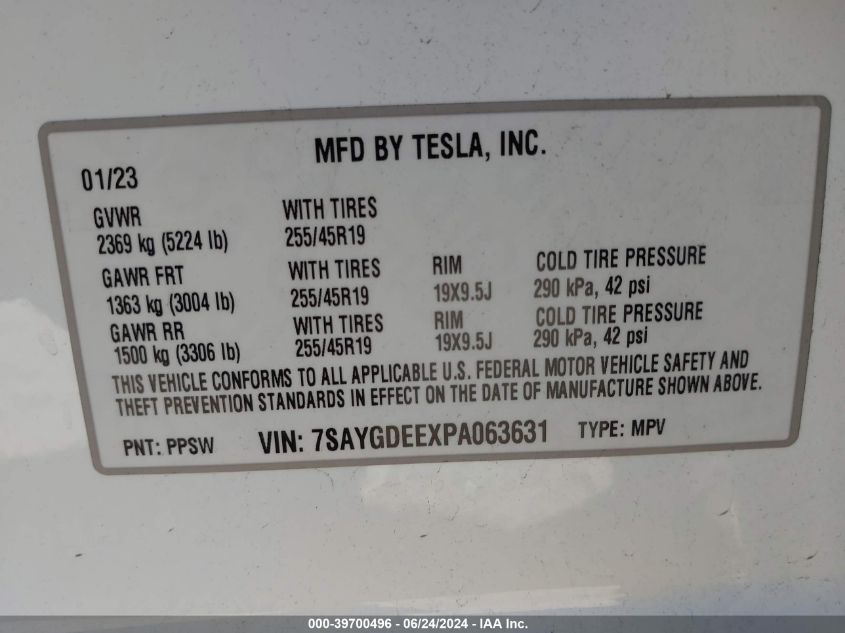 MFD BY TESLA, INC.
01/23
GVWR WITH TIRES
2369 kg (5224 lb) 255/45R19
GAWR FRT WITH TIRES RIM COLD TIRE PRESSURE
1363 kg (3004 lb) 255/45R19 19X9.5J 290 kPa, 42 psi
GAWR RR WITH TIRES RIM COLD TIRE PRESSURE
1500 kg (3306 lb) 255/45R19 19X9.5J 290 kPa, 42 psi
THIS VEHICLE CONFORMS TO ALL APPLICABLE U.S. FEDERAL MOTOR VEHICLE SAFETY AND
THEFT PREVENTION STANDARDS IN EFFECT ON THE DATE OF MANUFACTURE SHOWN ABOVE.
PNT: PPSW VIN: 7SAYGDEEXPA063631 TYPE: MPV
000-39700496 - 06/24/2024 - IAA Inc.